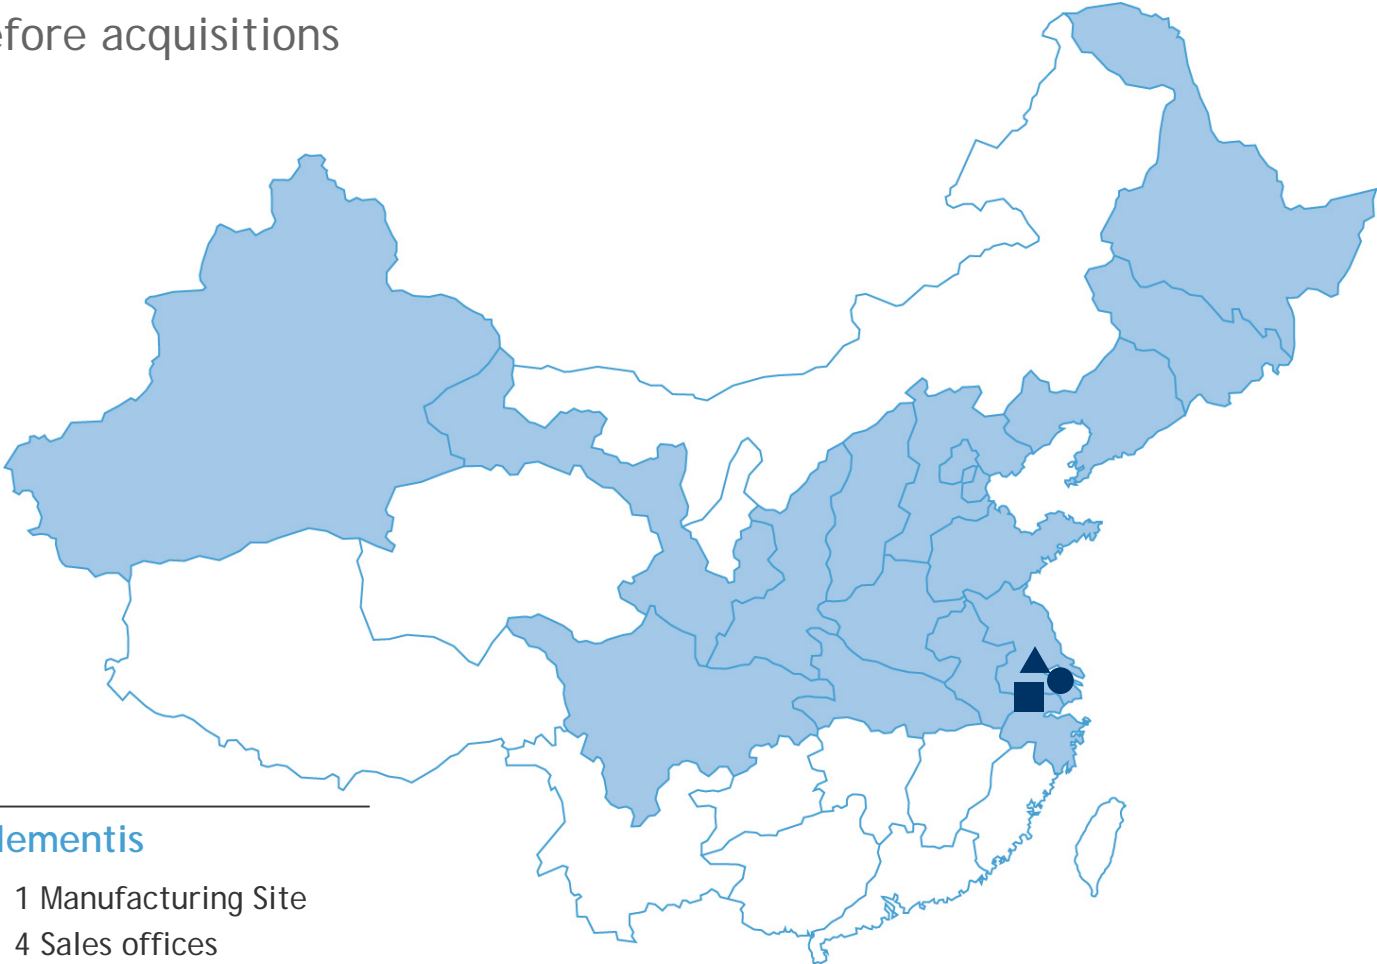 efore acquisitions
lementis
1 Manufacturing Site
4 Sales offices